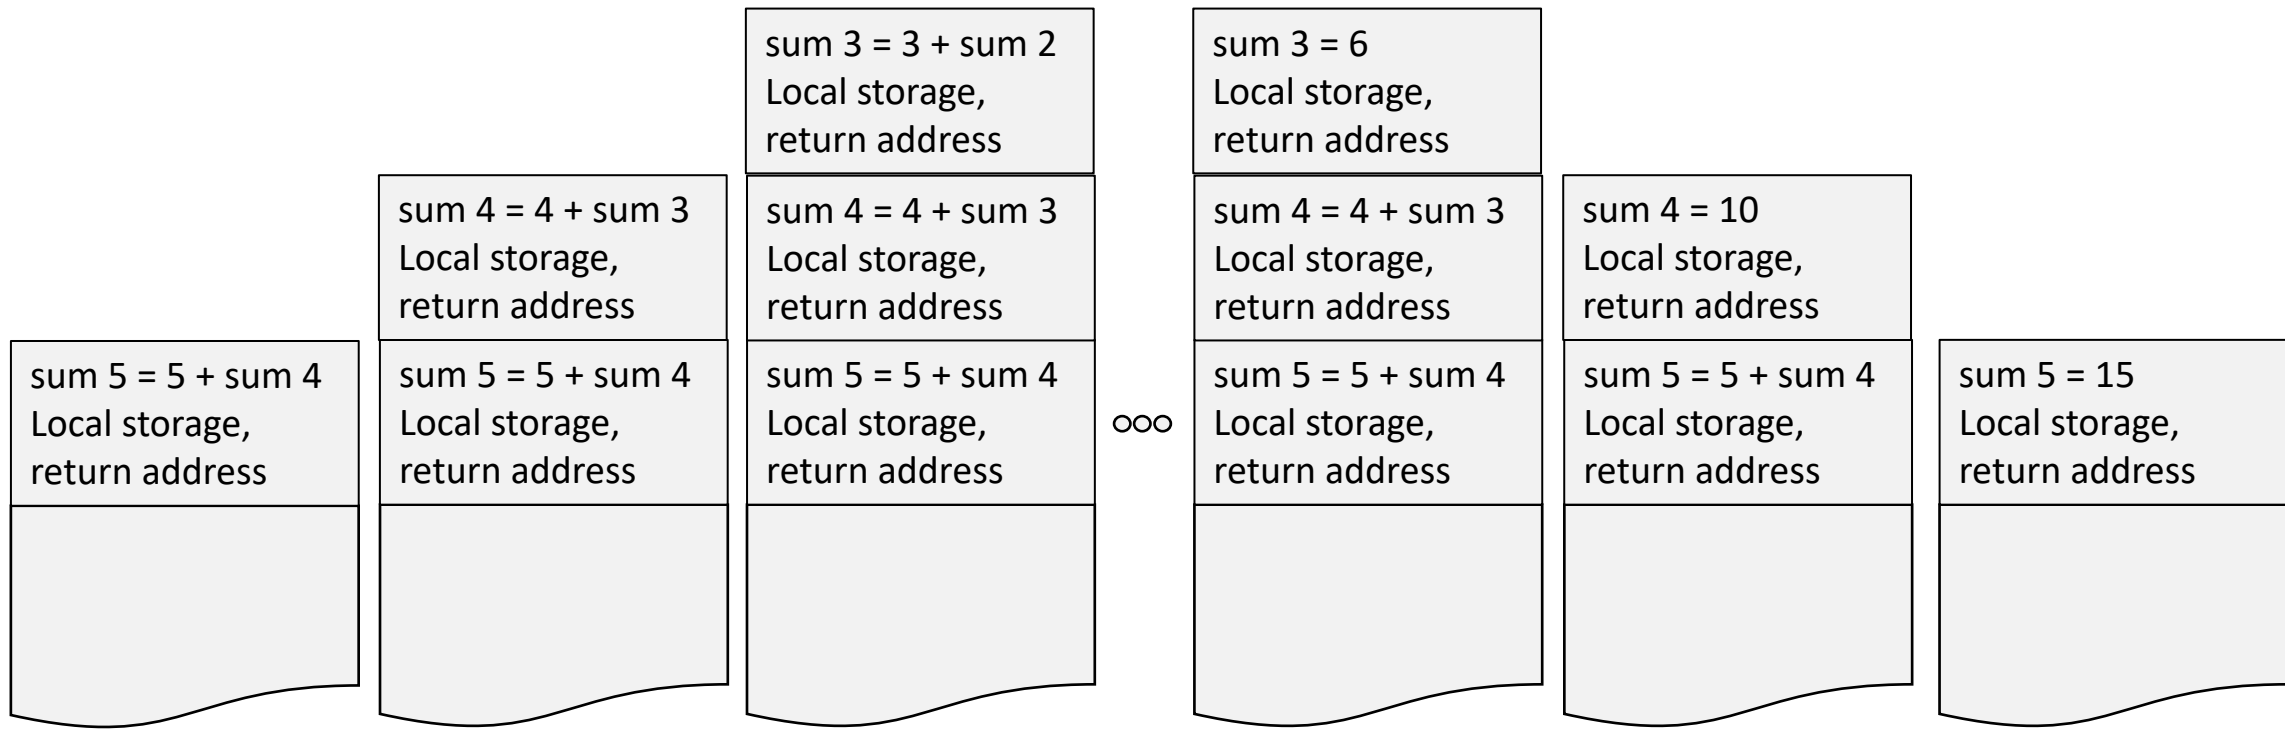 sum 3 = 3 + sum 2
Local storage,
return address
sum 3 = 6
Local storage,
return address
sum 4 = 4 + sum 3
Local storage,
return address
sum 4 = 4 + sum 3
Local storage,
return address
sum 4 = 4 + sum 3
Local storage,
return address
sum 4 = 10
Local storage,
return address
sum 5 = 5 + sum 4
Local storage,
return address
sum 5 = 5 + sum 4
Local storage,
return address
sum 5 = 5 + sum 4
Local storage,
return address
sum 5 = 5 + sum 4
Local storage,
return address
sum 5 = 5 + sum 4
Local storage,
return address
sum 5 = 15
Local storage,
return address